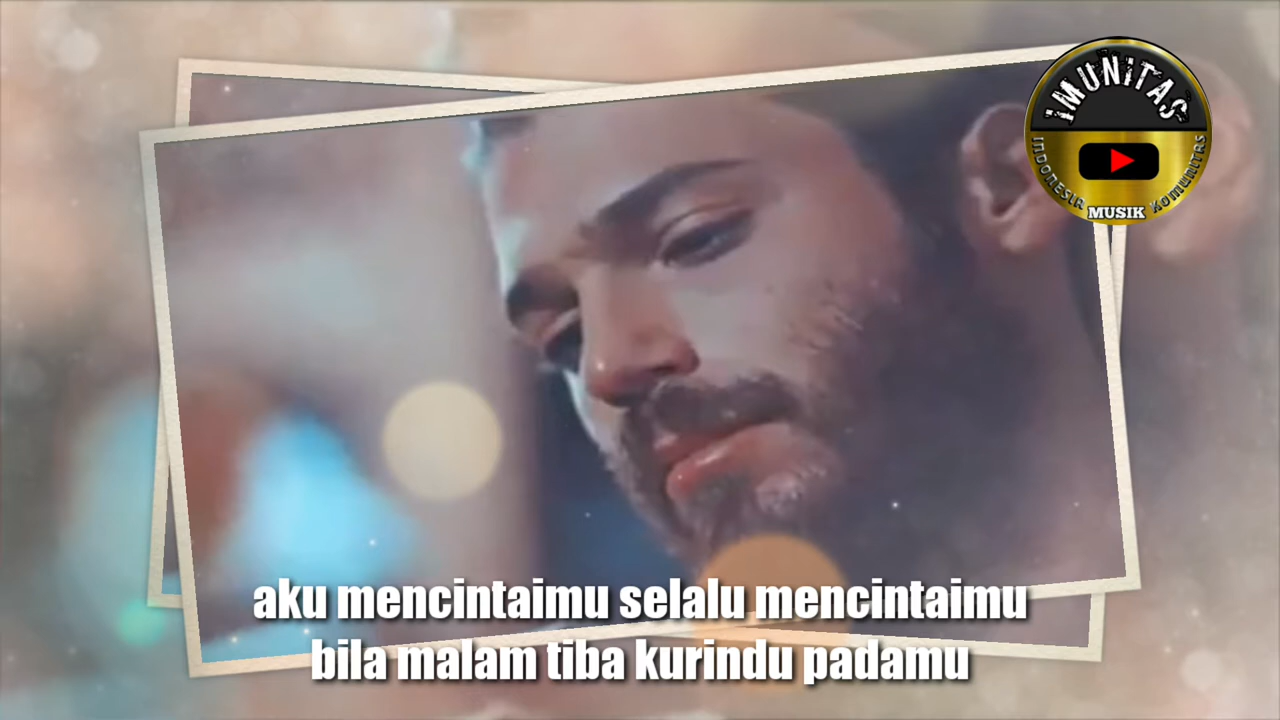 IMUNITAS
INDONESIA MUSIK KOMUNITAS
aku mencintaimu selalu mencintaimu
bila malam tiba kurindu padamu